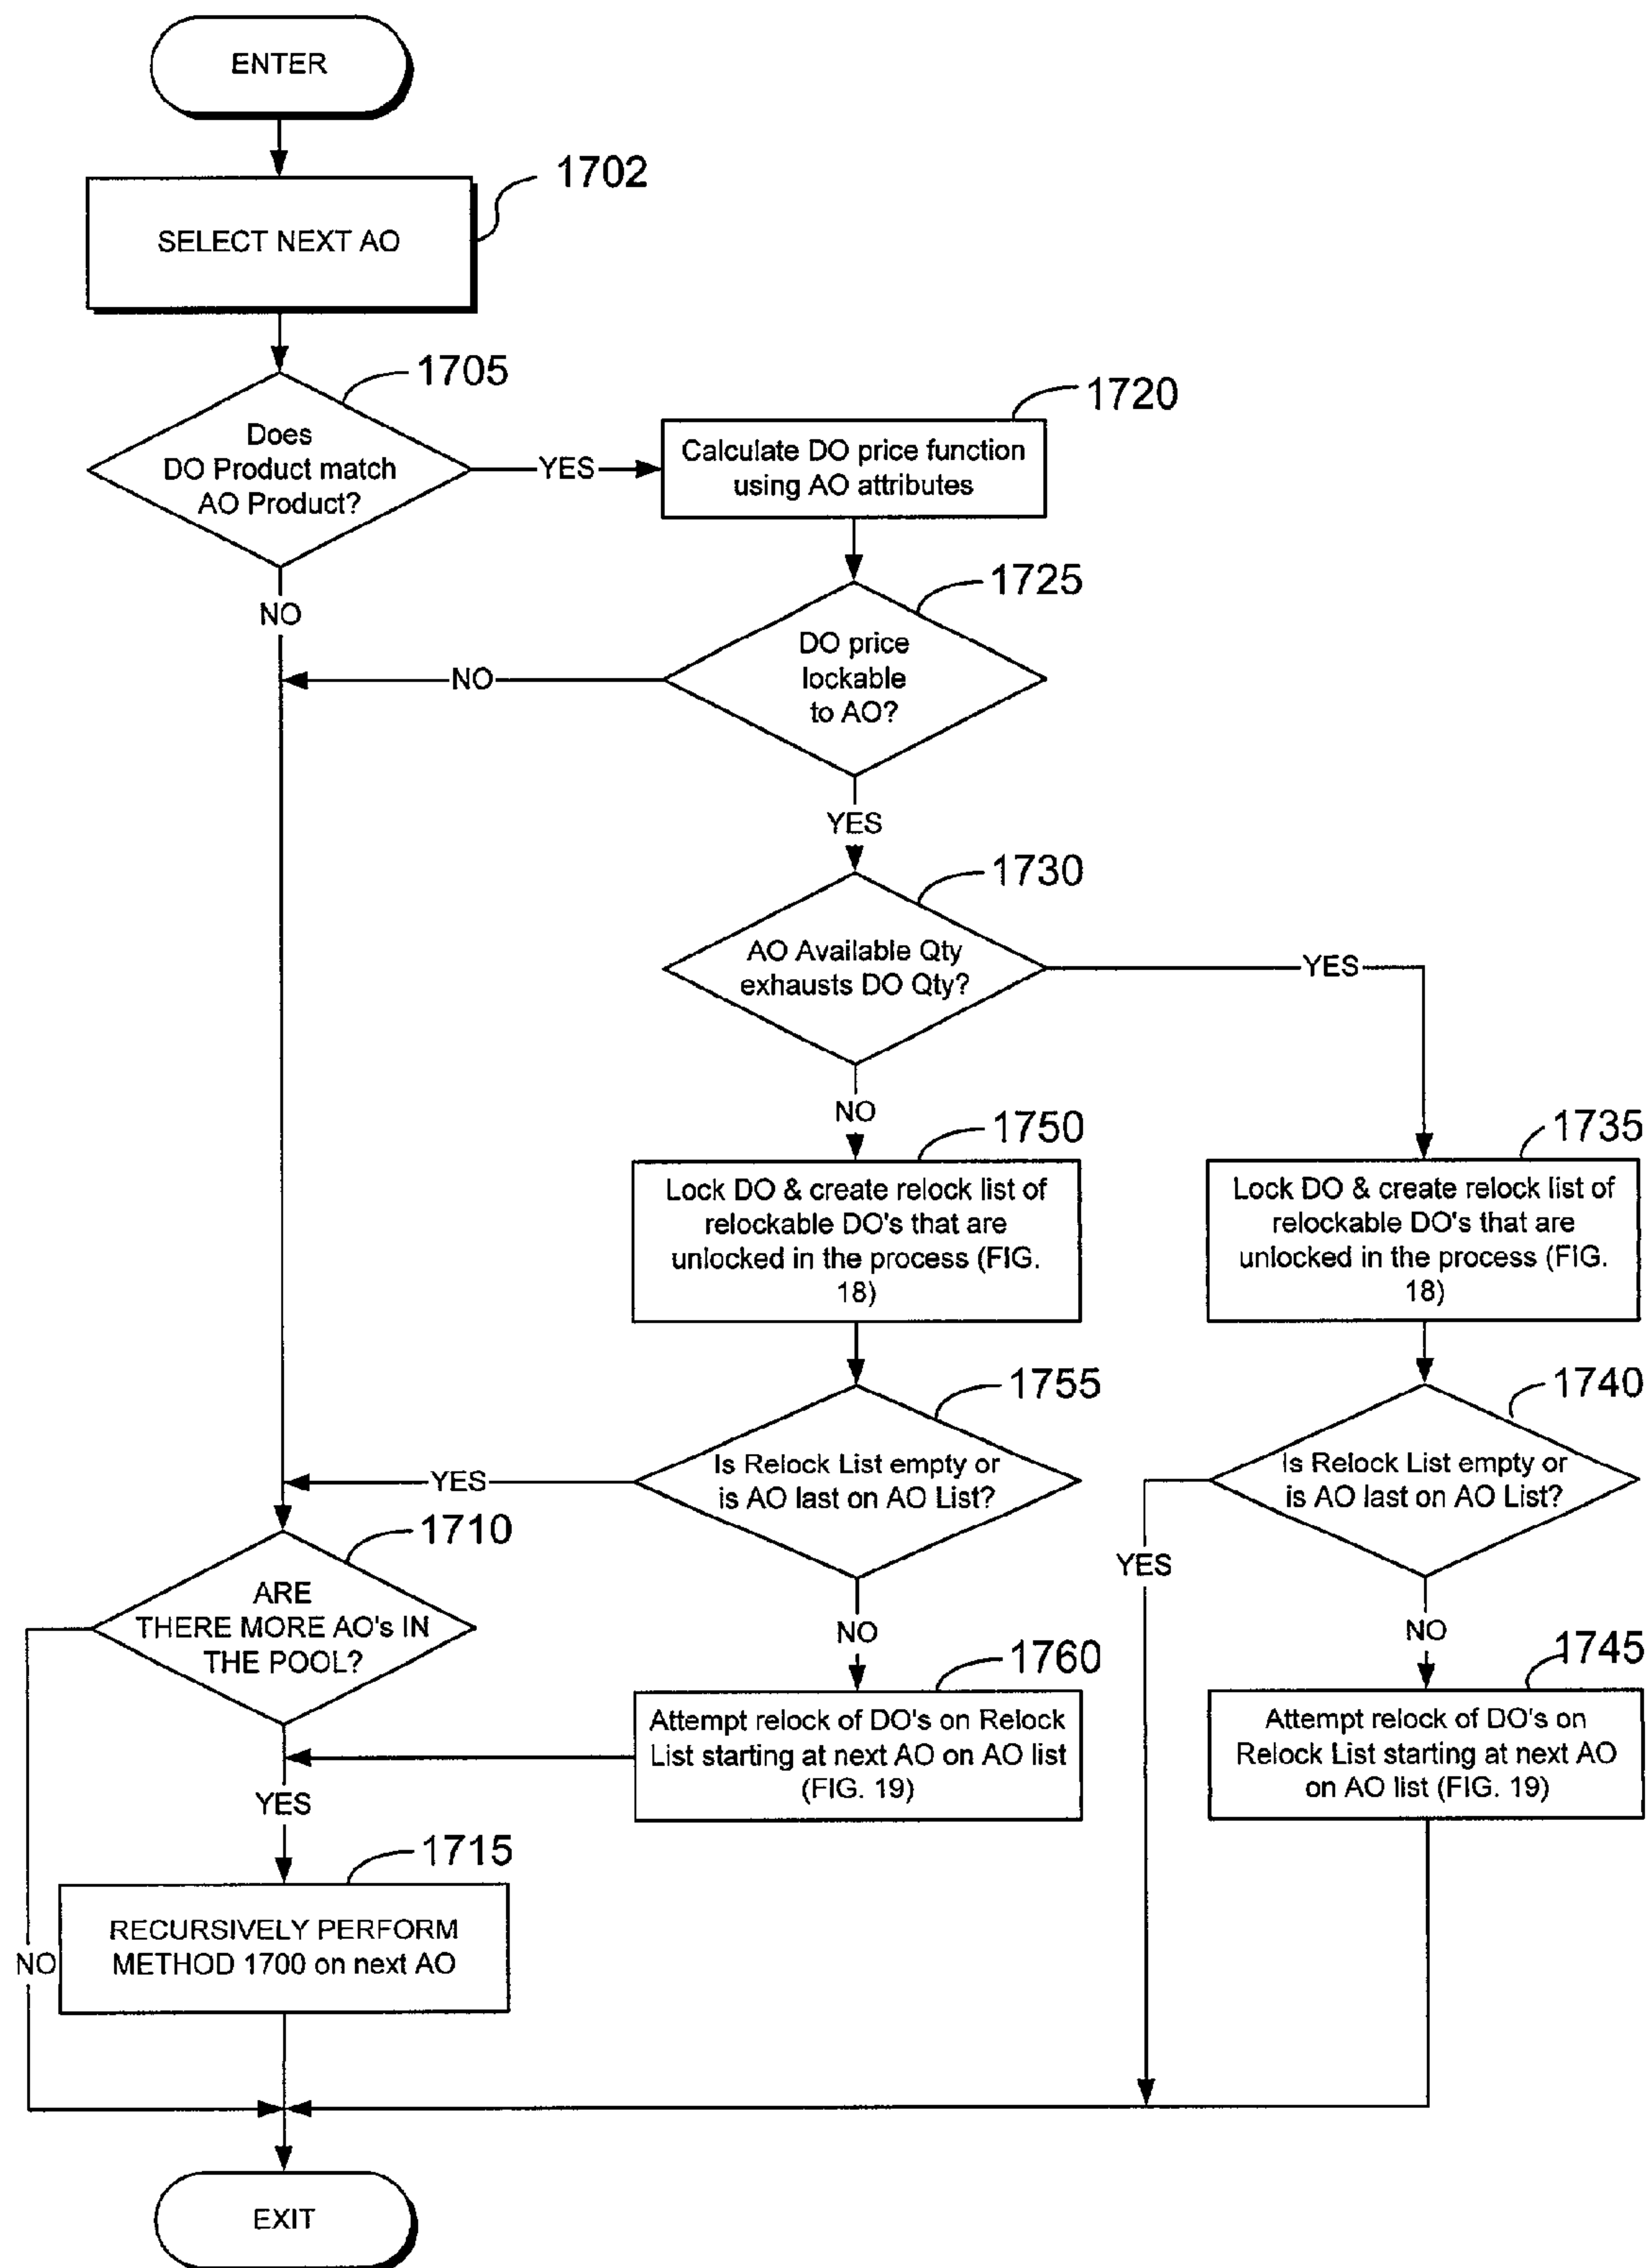 ENTER
1702
SELECT NEXT AO
1705
Does
DO Product match
AO Product?
YES
1720
Calculate DO price function
using AO attributes
NO
1725
DO price
lockable
to AO?
NO
YES
1730
AO Available Qty
exhausts DO Qty?
YES
NO
1750
Lock DO & create relock list of
relockable DO's that are
unlocked in the process (FIG.
18)
1735
Lock DO & create relock list of
relockable DO's that are
unlocked in the process (FIG.
18)
1755
Is Relock List empty or
is AO last on AO List?
YES
1740
Is Relock List empty or
is AO last on AO List?
YES
1710
ARE
THERE MORE AO's IN
THE POOL?
NO
NO
1760
Attempt relock of DO's on Relock
List starting at next AO on AO list
(FIG. 19)
1745
Attempt relock of DO's on
Relock List starting at next AO
on AO list (FIG. 19)
YES
1715
RECURSIVELY PERFORM
METHOD 1700 on next AO
NO
EXIT